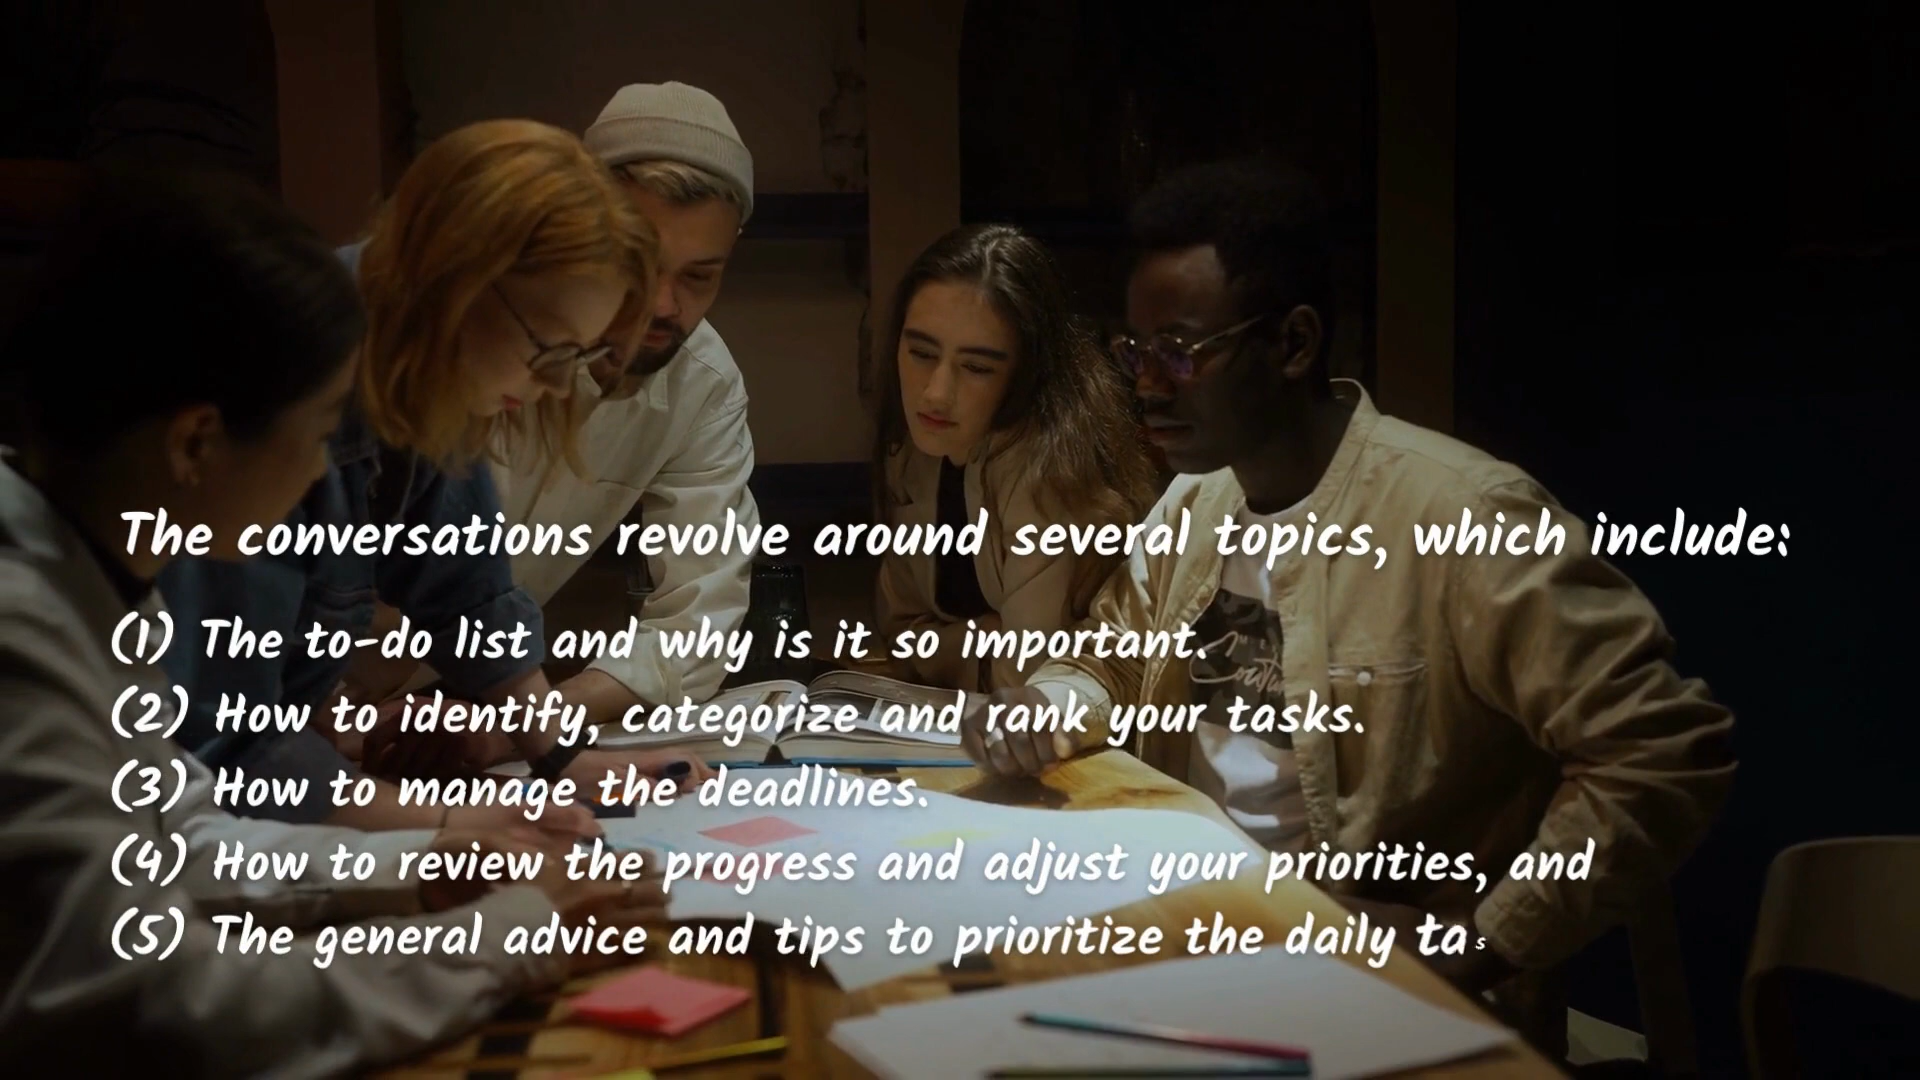 The conversations revolve around several topics, which include:
(1) The to-do list and why is it so important.
(2) How to identify, categorize and rank your tasks.
(3) How to manage the deadlines.
(4) How to review the progress and adjust your priorities, and
(5) The general advice and tips to prioritize the daily tas